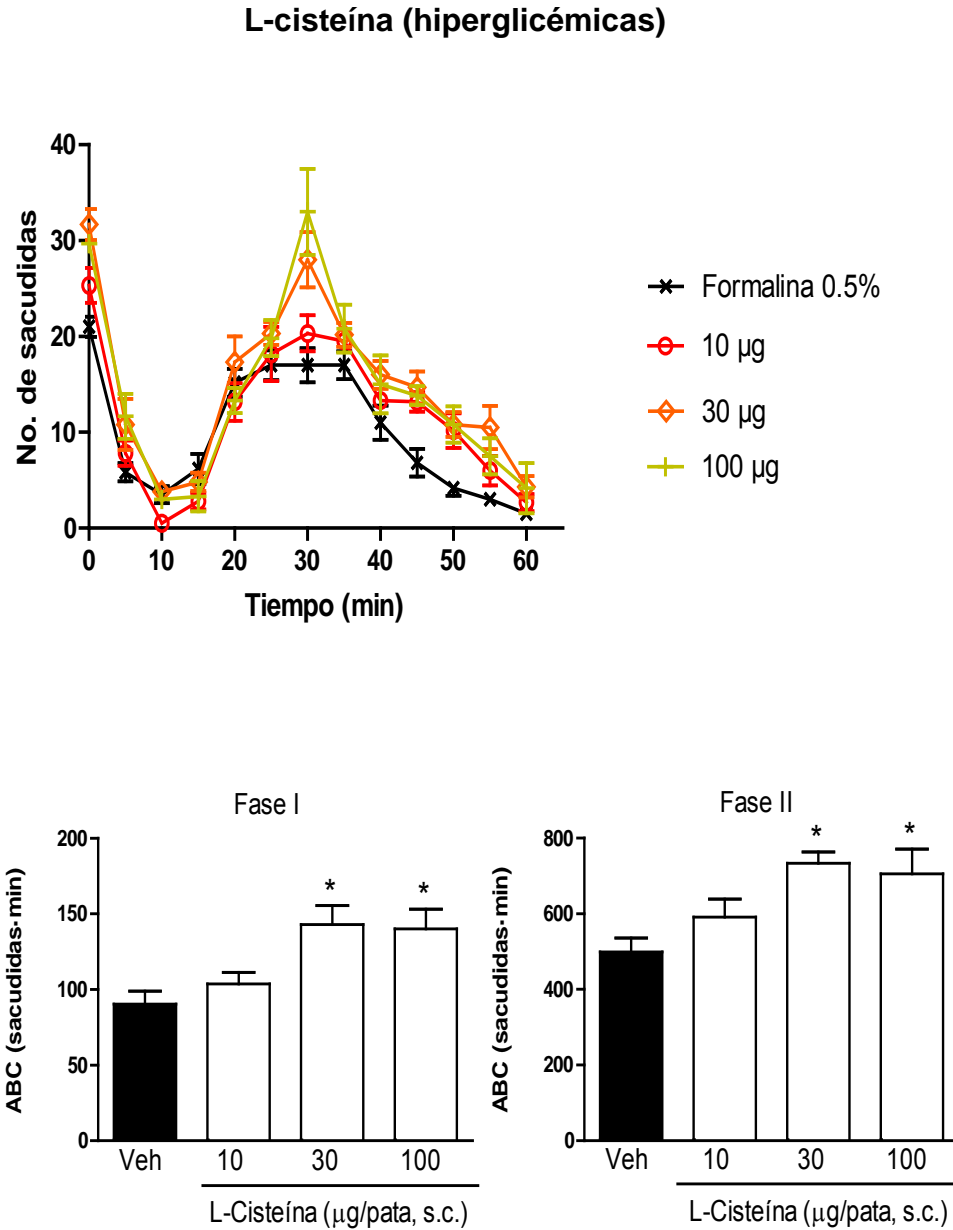 L-cisteína (hiperglicémicas)
No. de sacudidas
40
30
20
10
0
0 10 20 30 40 50 60
Tiempo (min)
Formalina 0.5%
10 µg
30 µg
100 µg
Fase I
ABC (sacudidas·min)
200
150
100
50
0
* *
Veh 10 30 100
L-Cisteína (µg/pata, s.c.)
Fase II
ABC (sacudidas·min)
800
600
400
200
0
* *
Veh 10 30 100
L-Cisteína (µg/pata, s.c.)